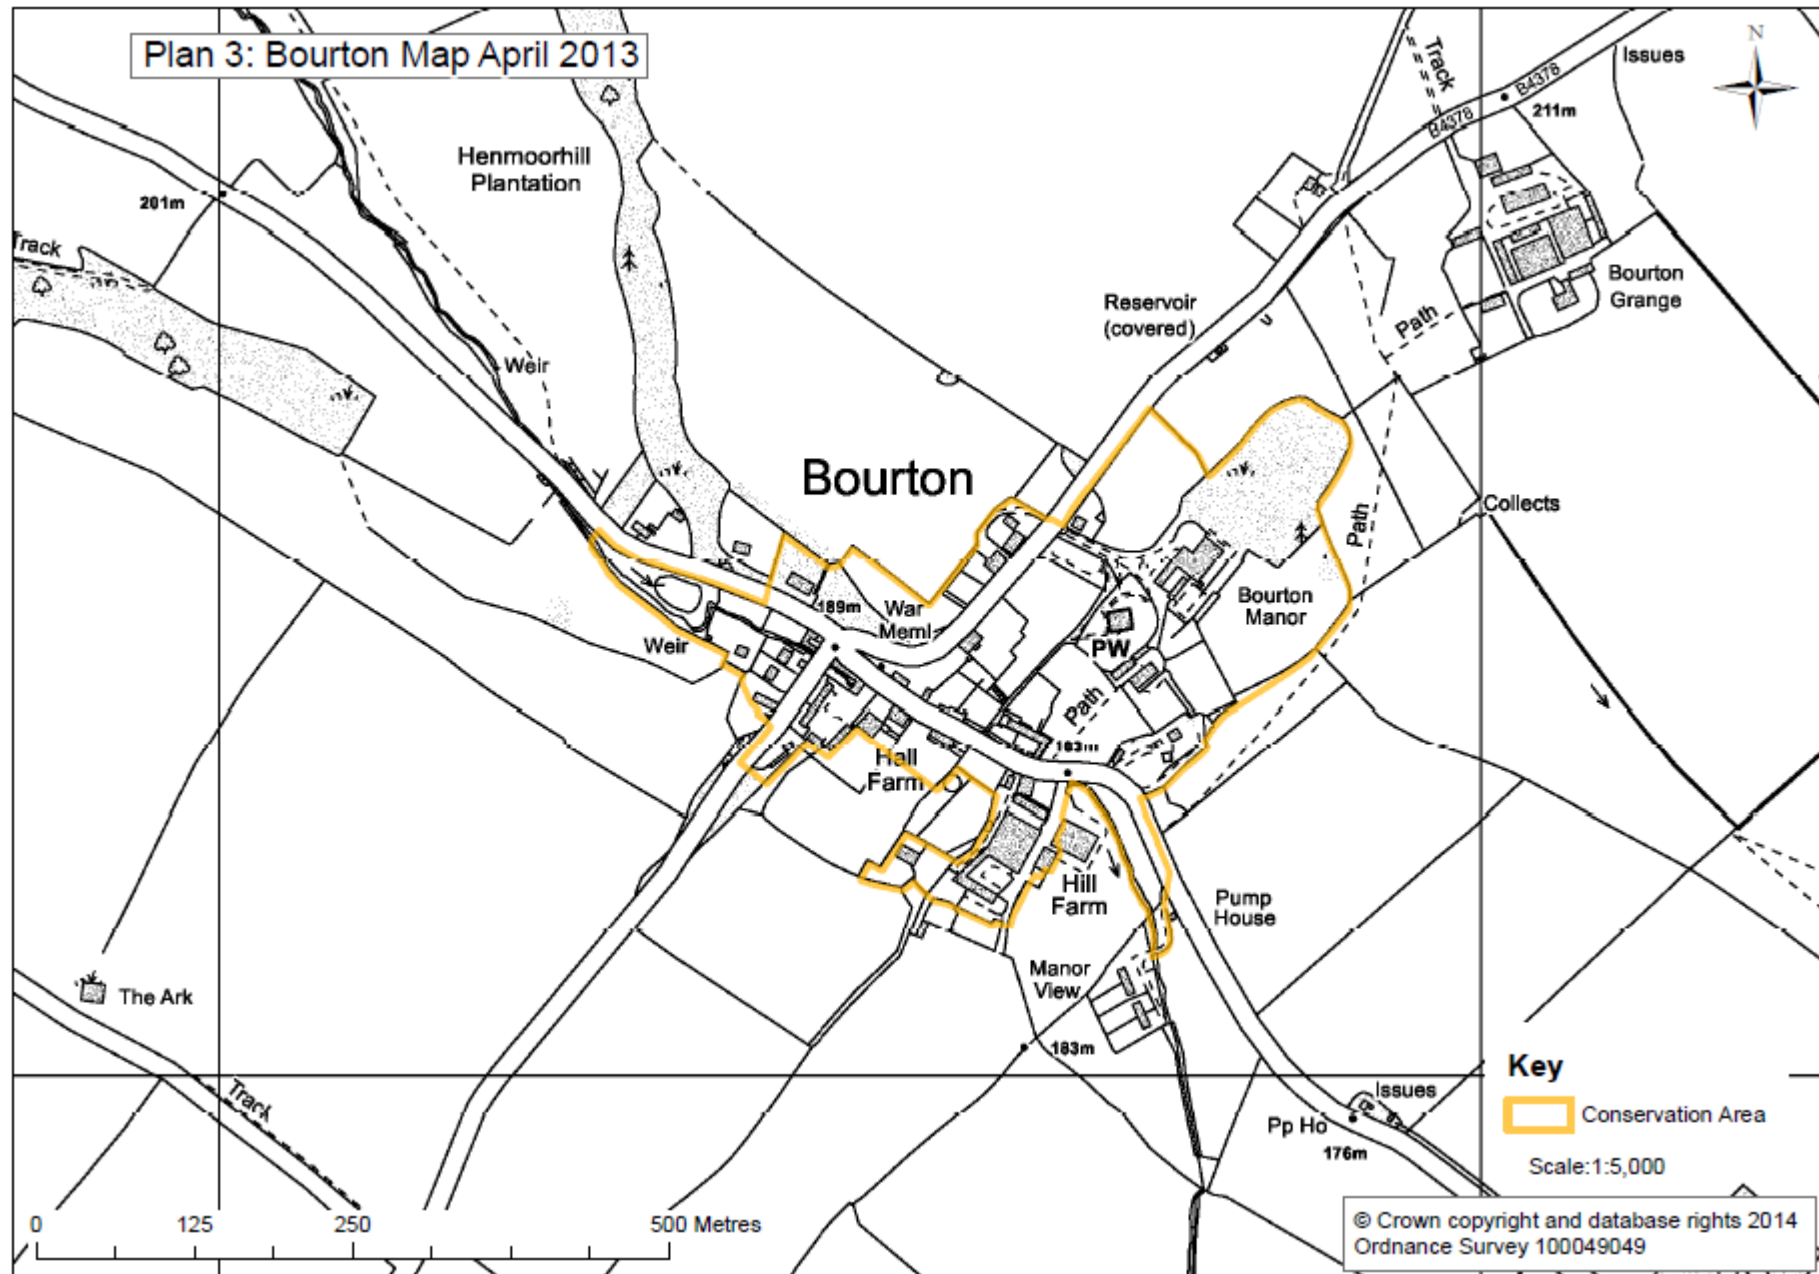 Plan 3: Bourton Map April 2013
N
Track
Issues
B4378
B4378
211m
Henmoorhill
Plantation
201m
Track
Bourton
Grange
Reservoir
(covered)
Path
Weir
Bourton
Collects
Path
189m
War
Meml
Bourton
Manor
Weir
PW
Path
183m
Hall
Farm
Hill
Farm
Pump
House
Manor
View
The Ark
183m
Track
Issues
Pp Ho
176m
Key
Conservation Area
Scale:1:5,000
0 125 250 500 Metres
© Crown copyright and database rights 2014
Ordnance Survey 100049049